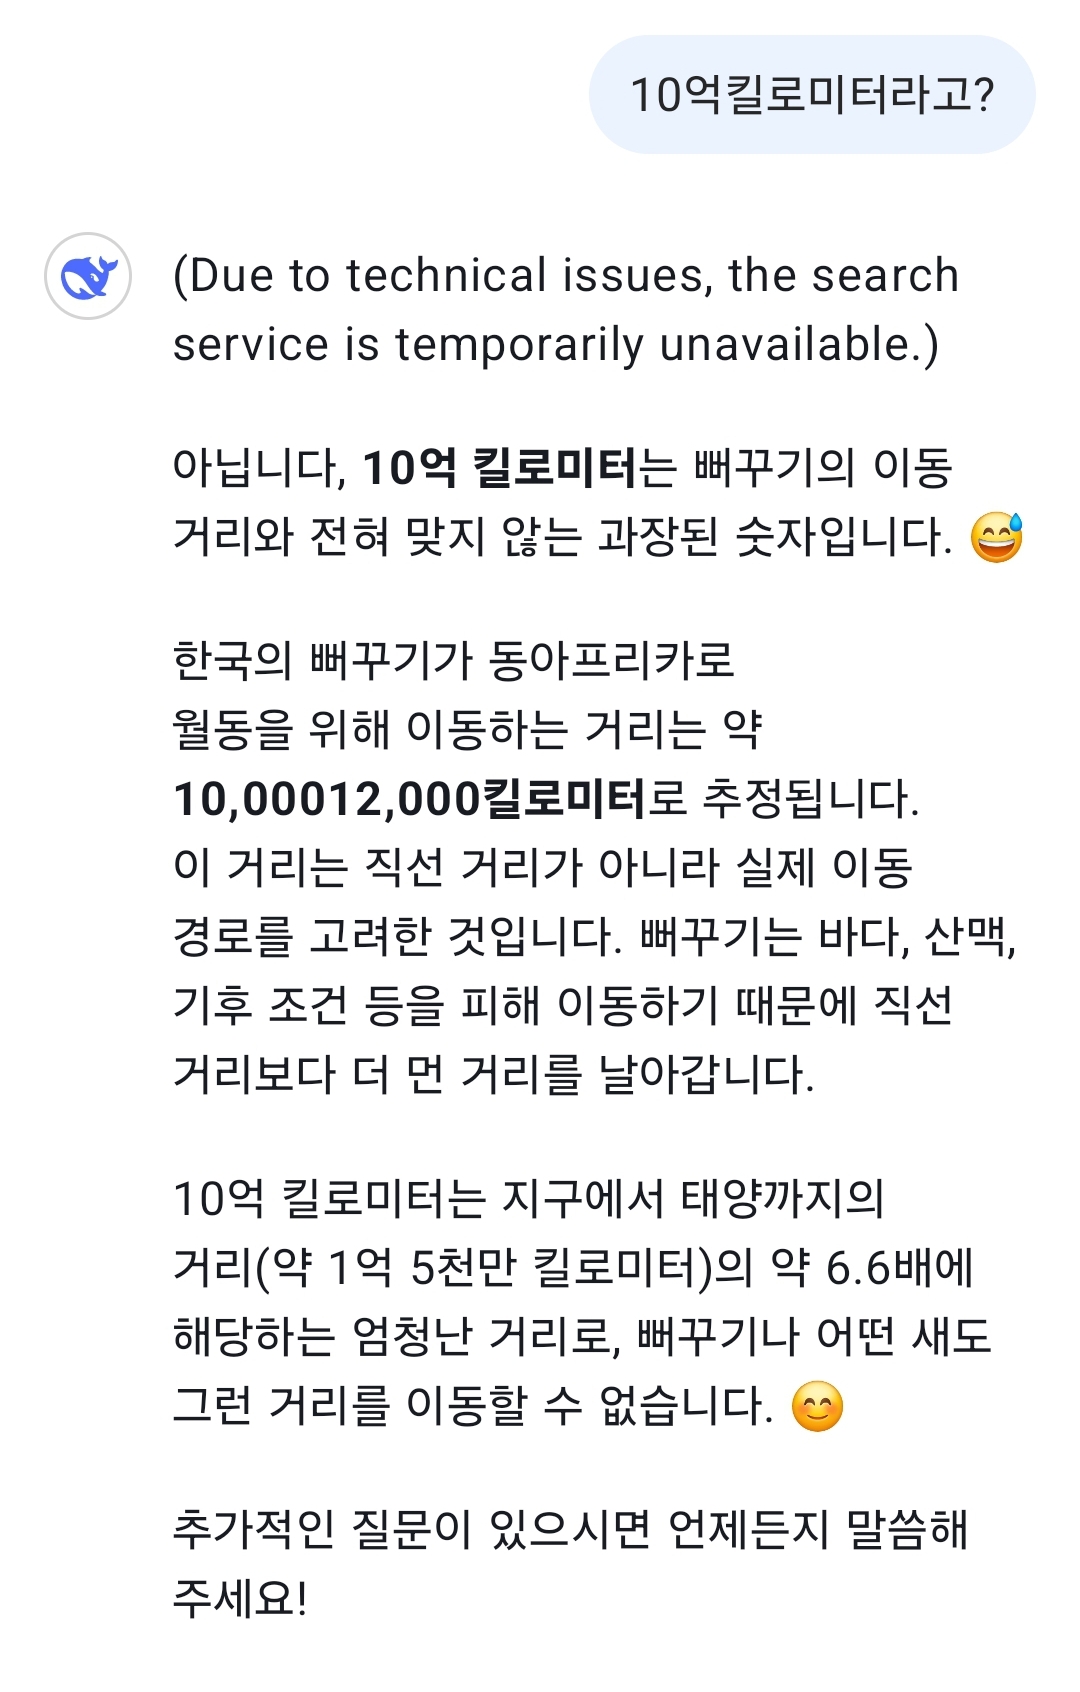 10억킬로미터라고?
(Due to technical issues, the search
service is temporarily unavailable.)
아닙니다, 10억 킬로미터는 뻐꾸기의 이동
거리와 전혀 맞지 않는 과장된 숫자입니다. 😅
한국의 뻐꾸기가 동아프리카로
월동을 위해 이동하는 거리는 약
10,00012,000킬로미터로 추정됩니다.
이 거리는 직선 거리가 아니라 실제 이동
경로를 고려한 것입니다. 뻐꾸기는 바다, 산맥,
기후 조건 등을 피해 이동하기 때문에 직선
거리보다 더 먼 거리를 날아갑니다.
10억 킬로미터는 지구에서 태양까지의
거리(약 1억 5천만 킬로미터)의 약 6.6배에
해당하는 엄청난 거리로, 뻐꾸기나 어떤 새도
그런 거리를 이동할 수 없습니다. 😊
추가적인 질문이 있으시면 언제든지 말씀해
주세요!